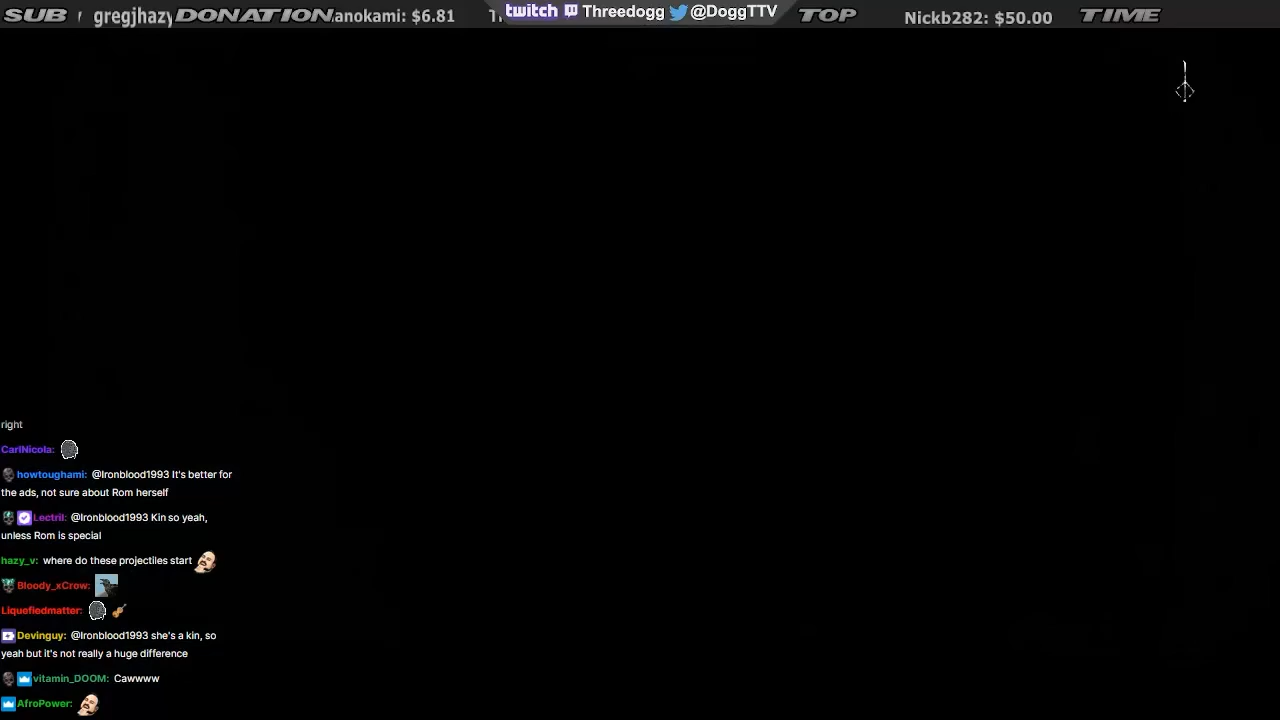 SUB gregjhazy DONATION anokami: $6.81 twitch Threedogg @DoggTTV TOP Nickb282: $50.00 TIME
right
CarlNicola:
howtoughami: @Ironblood1993 It's better for
the ads, not sure about Rom herself
Lectril: @Ironblood1993 Kin so yeah,
unless Rom is special
hazy_v: where do these projectiles start
Bloody_xCrow:
Liquefiedmatter:
Devinguy: @Ironblood1993 she's a kin, so
yeah but it's not really a huge difference
vitamin_DOOM: Cawwww
AfroPower: